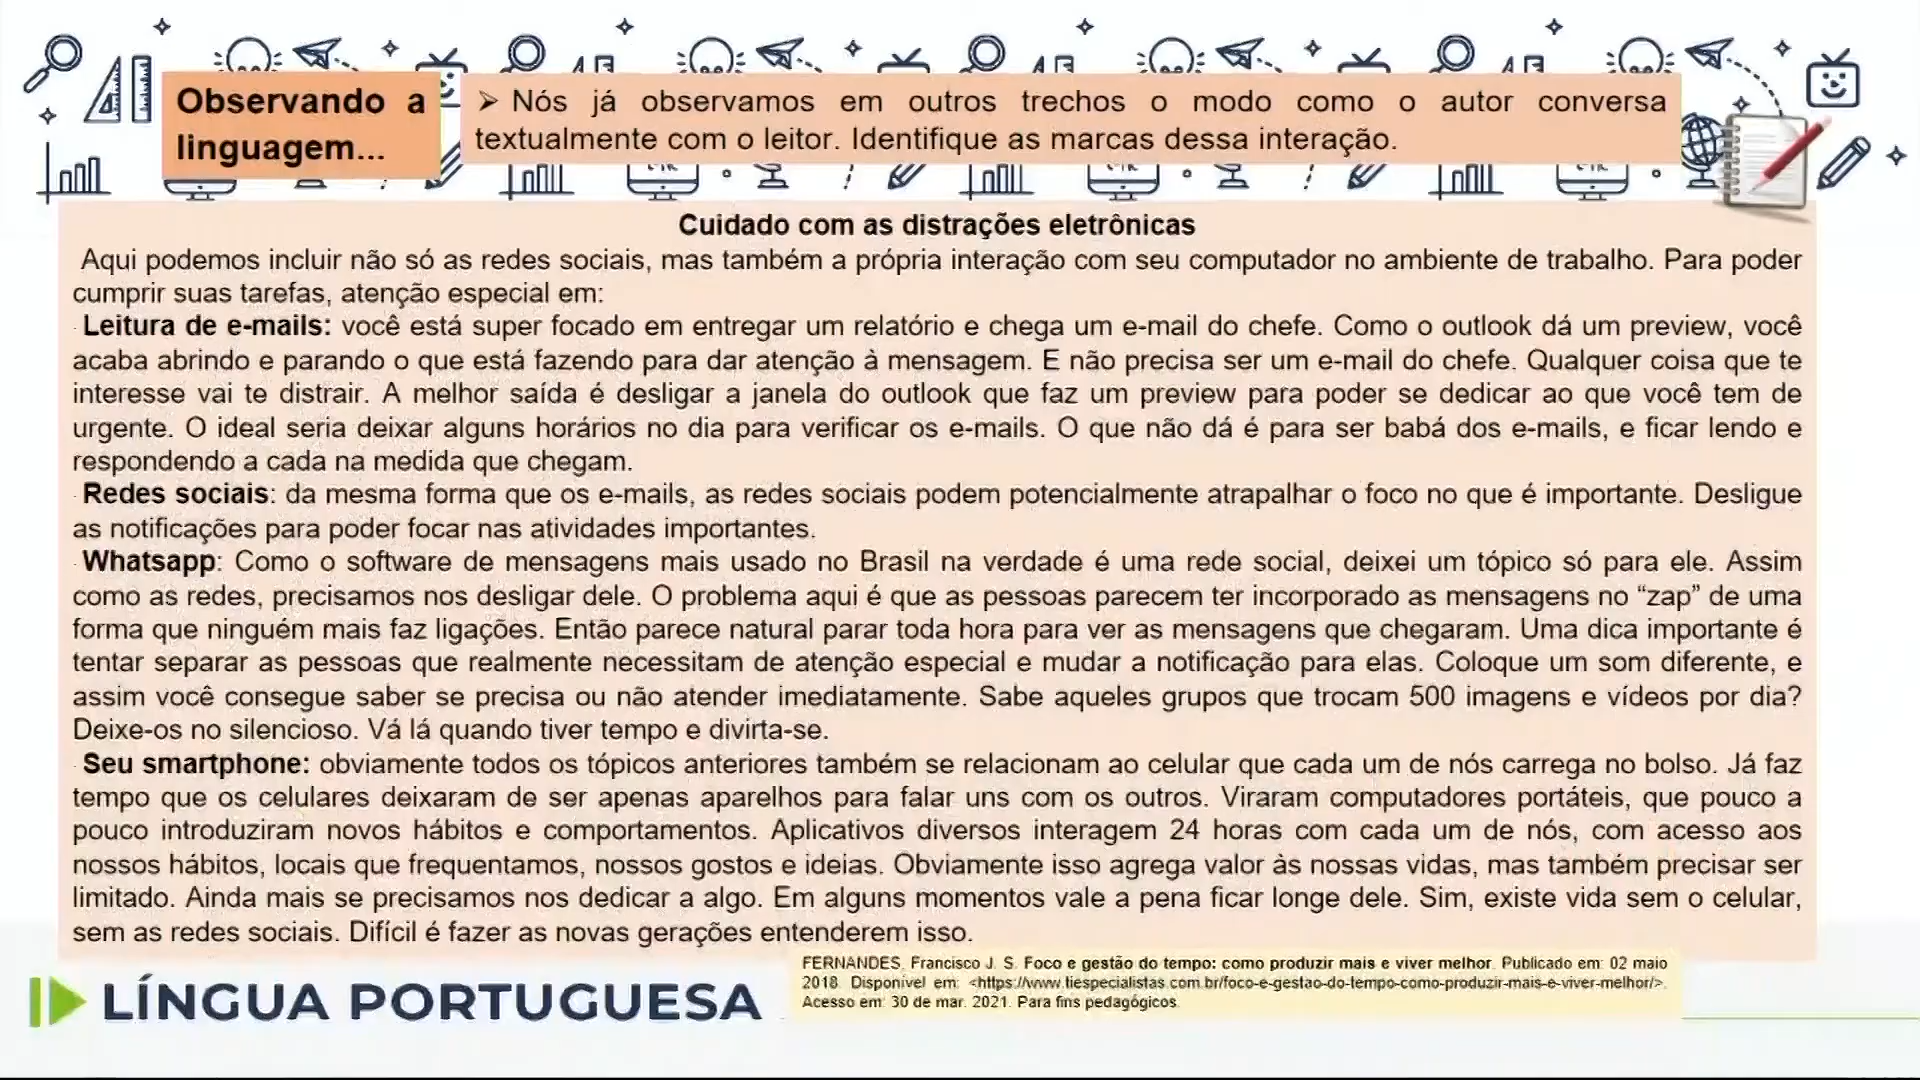 Observando a
linguagem...
➢ Nós já observamos em outros trechos o modo como o autor conversa
textualmente com o leitor. Identifique as marcas dessa interação.
Cuidado com as distrações eletrônicas
Aqui podemos incluir não só as redes sociais, mas também a própria interação com seu computador no ambiente de trabalho. Para poder
cumprir suas tarefas, atenção especial em:
· Leitura de e-mails: você está super focado em entregar um relatório e chega um e-mail do chefe. Como o outlook dá um preview, você
acaba abrindo e parando o que está fazendo para dar atenção à mensagem. E não precisa ser um e-mail do chefe. Qualquer coisa que te
interesse vai te distrair. A melhor saída é desligar a janela do outlook que faz um preview para poder se dedicar ao que você tem de
urgente. O ideal seria deixar alguns horários no dia para verificar os e-mails. O que não dá é para ser babá dos e-mails, e ficar lendo e
respondendo a cada na medida que chegam.
· Redes sociais: da mesma forma que os e-mails, as redes sociais podem potencialmente atrapalhar o foco no que é importante. Desligue
as notificações para poder focar nas atividades importantes.
· Whatsapp: Como o software de mensagens mais usado no Brasil na verdade é uma rede social, deixei um tópico só para ele. Assim
como as redes, precisamos nos desligar dele. O problema aqui é que as pessoas parecem ter incorporado as mensagens no “zap” de uma
forma que ninguém mais faz ligações. Então parece natural parar toda hora para ver as mensagens que chegaram. Uma dica importante é
tentar separar as pessoas que realmente necessitam de atenção especial e mudar a notificação para elas. Coloque um som diferente, e
assim você consegue saber se precisa ou não atender imediatamente. Sabe aqueles grupos que trocam 500 imagens e vídeos por dia?
Deixe-os no silencioso. Vá lá quando tiver tempo e divirta-se.
· Seu smartphone: obviamente todos os tópicos anteriores também se relacionam ao celular que cada um de nós carrega no bolso. Já faz
tempo que os celulares deixaram de ser apenas aparelhos para falar uns com os outros. Viraram computadores portáteis, que pouco a
pouco introduziram novos hábitos e comportamentos. Aplicativos diversos interagem 24 horas com cada um de nós, com acesso aos
nossos hábitos, locais que frequentamos, nossos gostos e ideias. Obviamente isso agrega valor às nossas vidas, mas também precisar ser
limitado. Ainda mais se precisamos nos dedicar a algo. Em alguns momentos vale a pena ficar longe dele. Sim, existe vida sem o celular,
sem as redes sociais. Difícil é fazer as novas gerações entenderem isso.
FERNANDES, Francisco J. S. Foco e gestão do tempo: como produzir mais e viver melhor. Publicado em: 02 maio
2018. Disponível em: <https://www.tiespecialistas.com.br/foco-e-gestao-do-tempo-como-produzir-mais-e-viver-melhor/>.
Acesso em: 30 de mar. 2021. Para fins pedagógicos.
LÍNGUA PORTUGUESA